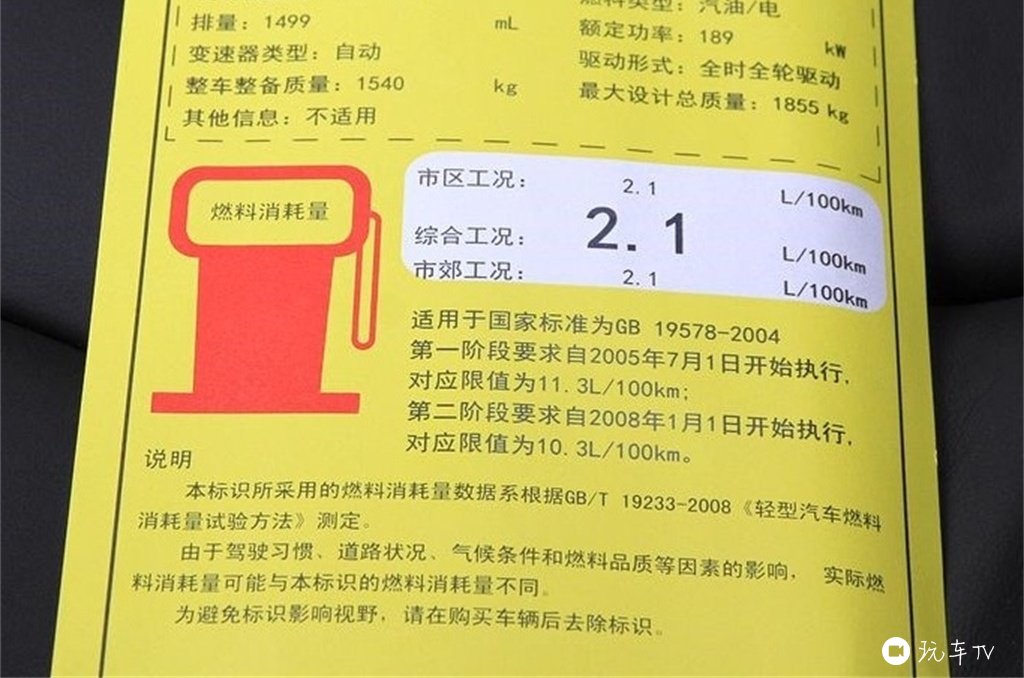 燃料类型：汽油/电
排量：1499 mL
额定功率：189 kW
变速器类型：自动
驱动形式：全时全轮驱动
整车整备质量：1540 kg
最大设计总质量：1855 kg
其他信息：不适用
燃料消耗量
市区工况： 2.1 L/100km
综合工况： 2.1 L/100km
市郊工况： 2.1 L/100km
适用于国家标准为GB 19578-2004
第一阶段要求自2005年7月1日开始执行,
对应限值为11.3L/100km;
第二阶段要求自2008年1月1日开始执行,
对应限值为10.3L/100km。
说明
本标识所采用的燃料消耗量数据系根据GB/T 19233-2008《轻型汽车燃料
消耗量试验方法》测定。
由于驾驶习惯、道路状况、气候条件和燃料品质等因素的影响, 实际燃
料消耗量可能与本标识的燃料消耗量不同。
为避免标识影响视野,请在购买车辆后去除标识。
玩车TV